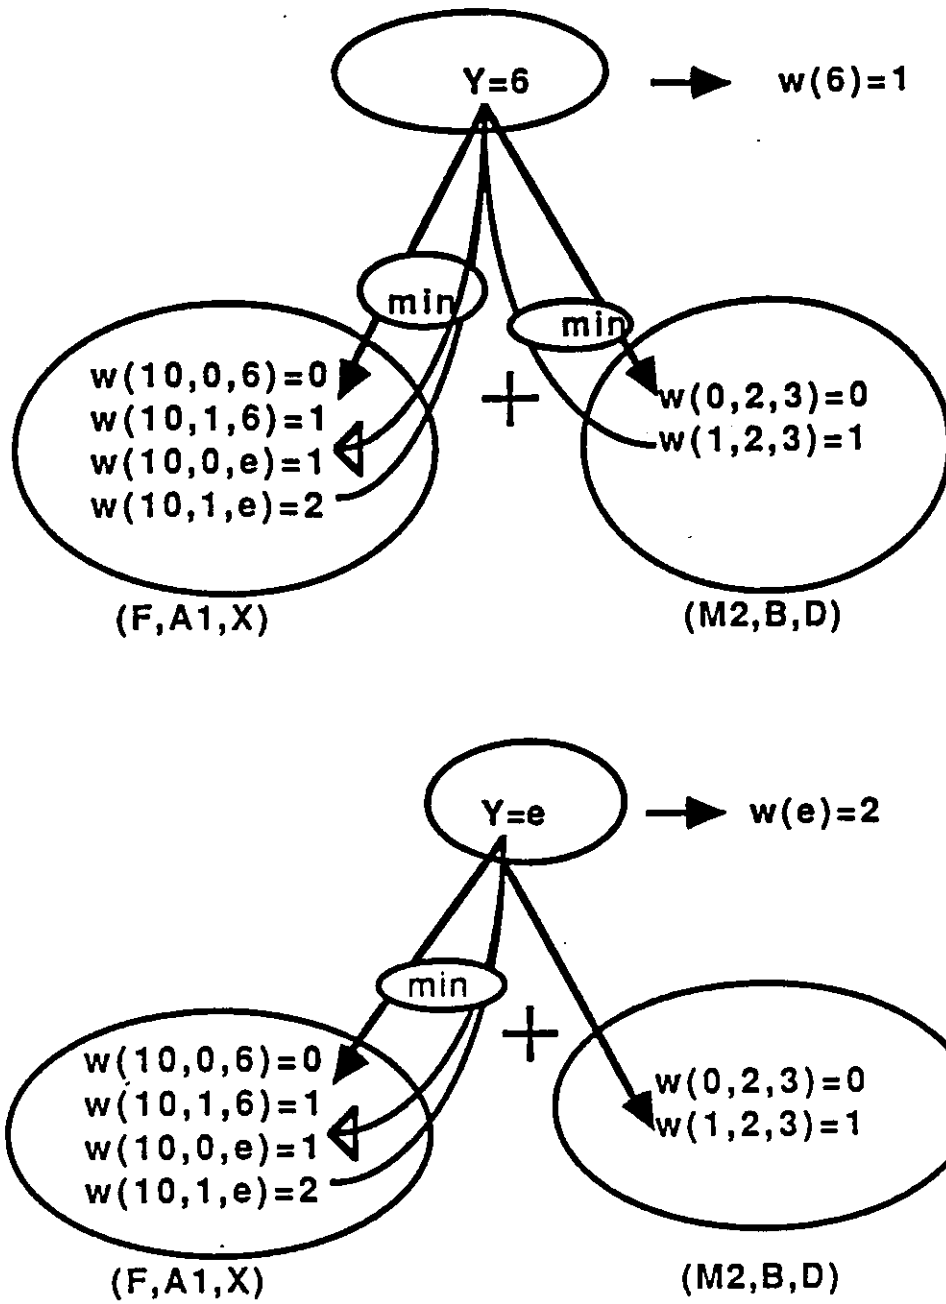 Y=6
w(6)=1
min
min
w(10,0,6)=0
w(10,1,6)=1
w(10,0,e)=1
w(10,1,e)=2
+
w(0,2,3)=0
w(1,2,3)=1
(F,A1,X)
(M2,B,D)
Y=e
w(e)=2
min
+
w(10,0,6)=0
w(10,1,6)=1
w(10,0,e)=1
w(10,1,e)=2
w(0,2,3)=0
w(1,2,3)=1
(F,A1,X)
(M2,B,D)